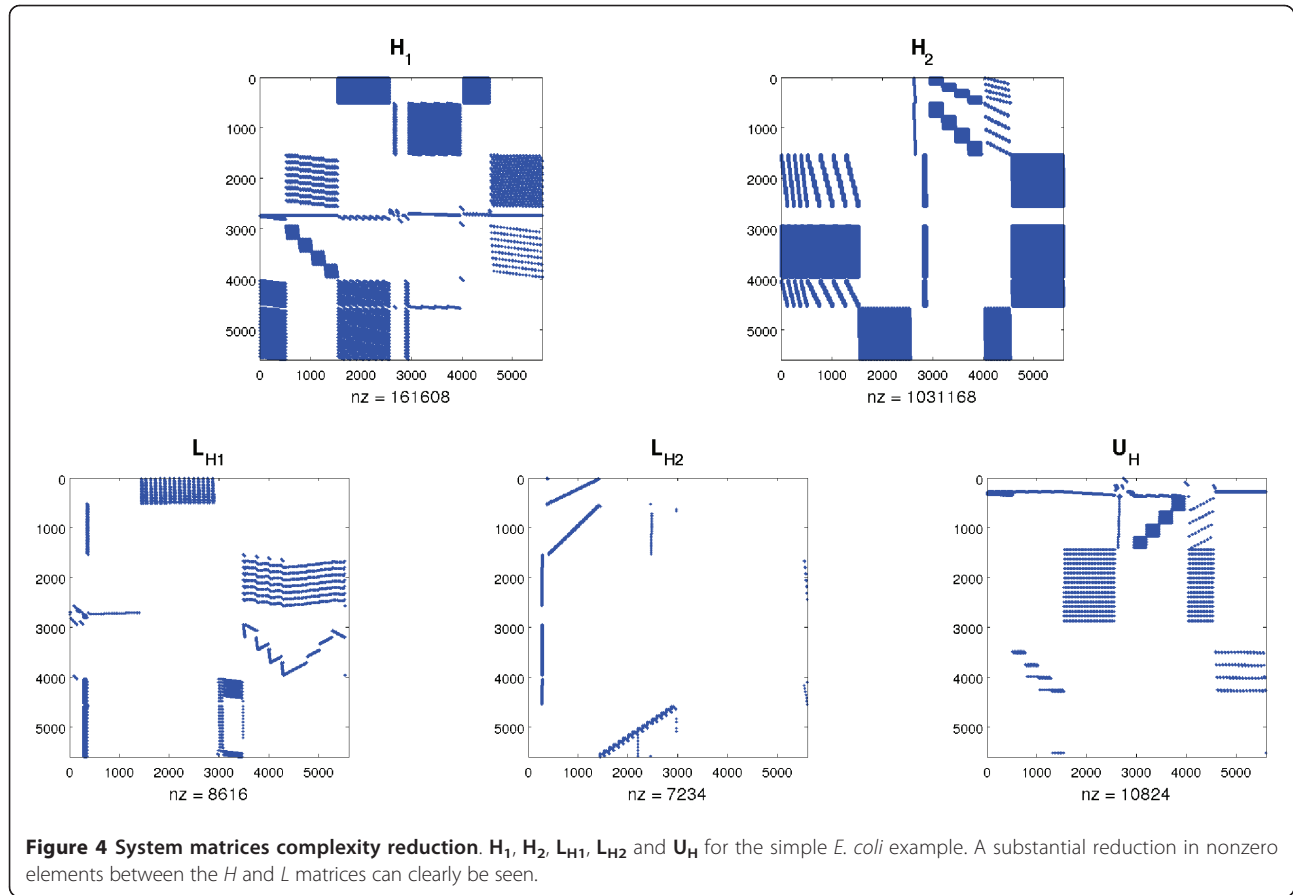 H1
H2
0
1000
2000
3000
4000
5000
0 1000 2000 3000 4000 5000
nz = 161608
0
1000
2000
3000
4000
5000
0 1000 2000 3000 4000 5000
nz = 1031168
LH1
LH2
UH
0
1000
2000
3000
4000
5000
0 1000 2000 3000 4000 5000
nz = 8616
0
1000
2000
3000
4000
5000
0 1000 2000 3000 4000 5000
nz = 7234
0
1000
2000
3000
4000
5000
0 1000 2000 3000 4000 5000
nz = 10824
Figure 4 System matrices complexity reduction. H1, H2, LH1, LH2 and UH for the simple E. coli example. A substantial reduction in nonzero
elements between the H and L matrices can clearly be seen.